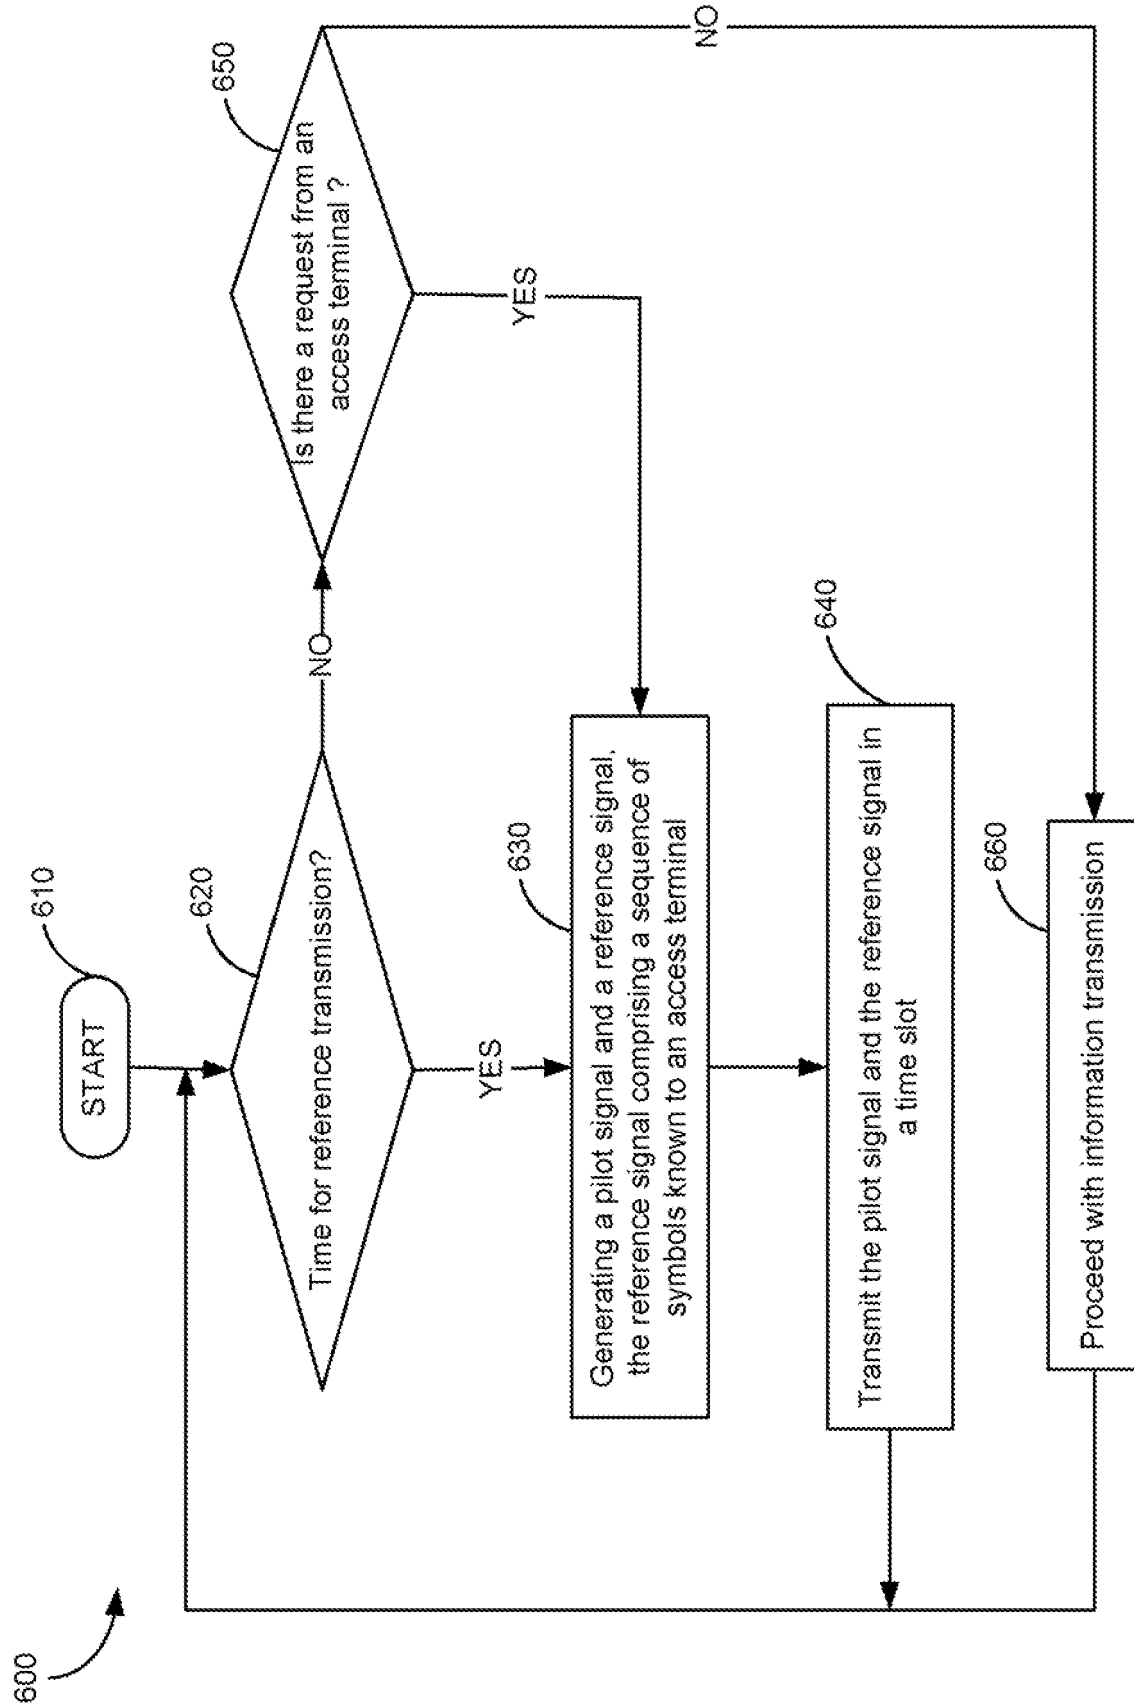 600
START
610
Time for reference transmission?
620
NO
Is there a request from an
access terminal ?
650
YES
YES
NO
Generating a pilot signal and a reference signal,
the reference signal comprising a sequence of
symbols known to an access terminal
630
Transmit the pilot signal and the reference signal in
a time slot
640
Proceed with information transmission
660